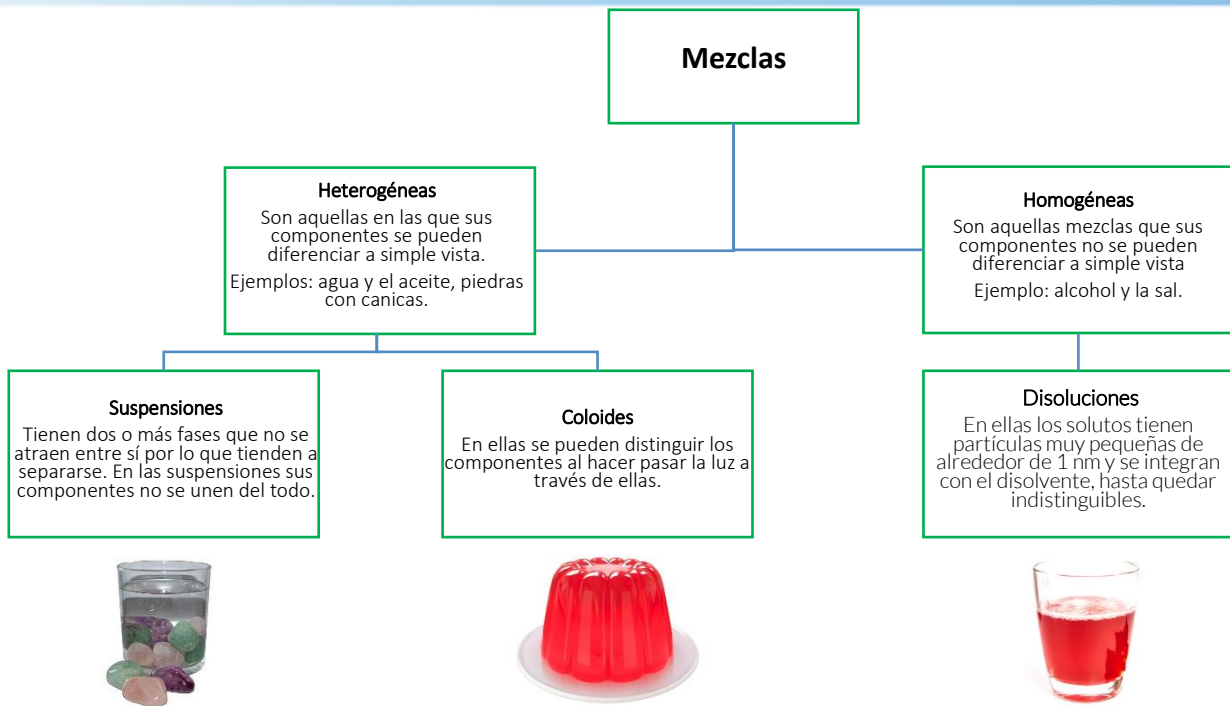 Mezclas
Heterogéneas
Son aquellas en las que sus
componentes se pueden
diferenciar a simple vista.
Ejemplos: agua y el aceite, piedras
con canicas.
Homogéneas
Son aquellas mezclas que sus
componentes no se pueden
diferenciar a simple vista
Ejemplo: alcohol y la sal.
Suspensiones
Tienen dos o más fases que no se
atraen entre sí por lo que tienden a
separarse. En las suspensiones sus
componentes no se unen del todo.
Coloides
En ellas se pueden distinguir los
componentes al hacer pasar la luz a
través de ellas.
Disoluciones
En ellas los solutos tienen
partículas muy pequeñas de
alrededor de 1 nm y se integran
con el disolvente, hasta quedar
indistinguibles.